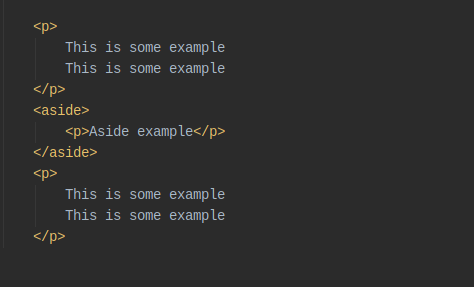 <p>
This is some example
This is some example
</p>
<aside>
<p>Aside example</p>
</aside>
<p>
This is some example
This is some example
</p>